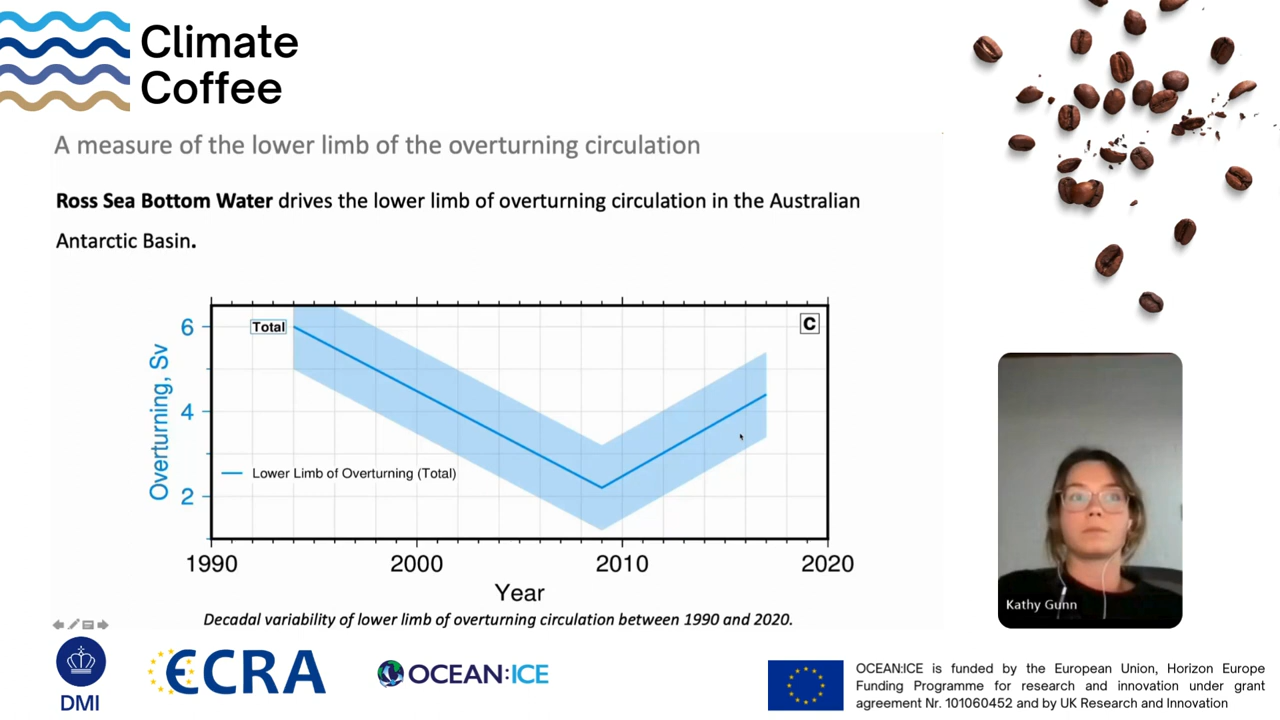 Climate
Coffee
A measure of the lower limb of the overturning circulation
Ross Sea Bottom Water drives the lower limb of overturning circulation in the Australian
Antarctic Basin.
6
4
2
Overturning, Sv
Total
C
Lower Limb of Overturning (Total)
1990
2000
2010
2020
Year
Decadal variability of lower limb of overturning circulation between 1990 and 2020.
Kathy Gunn
DMI
ECRA
OCEAN:ICE
OCEAN:ICE is funded by the European Union, Horizon Europe
Funding Programme for research and innovation under grant
agreement Nr. 101060452 and by UK Research and Innovation